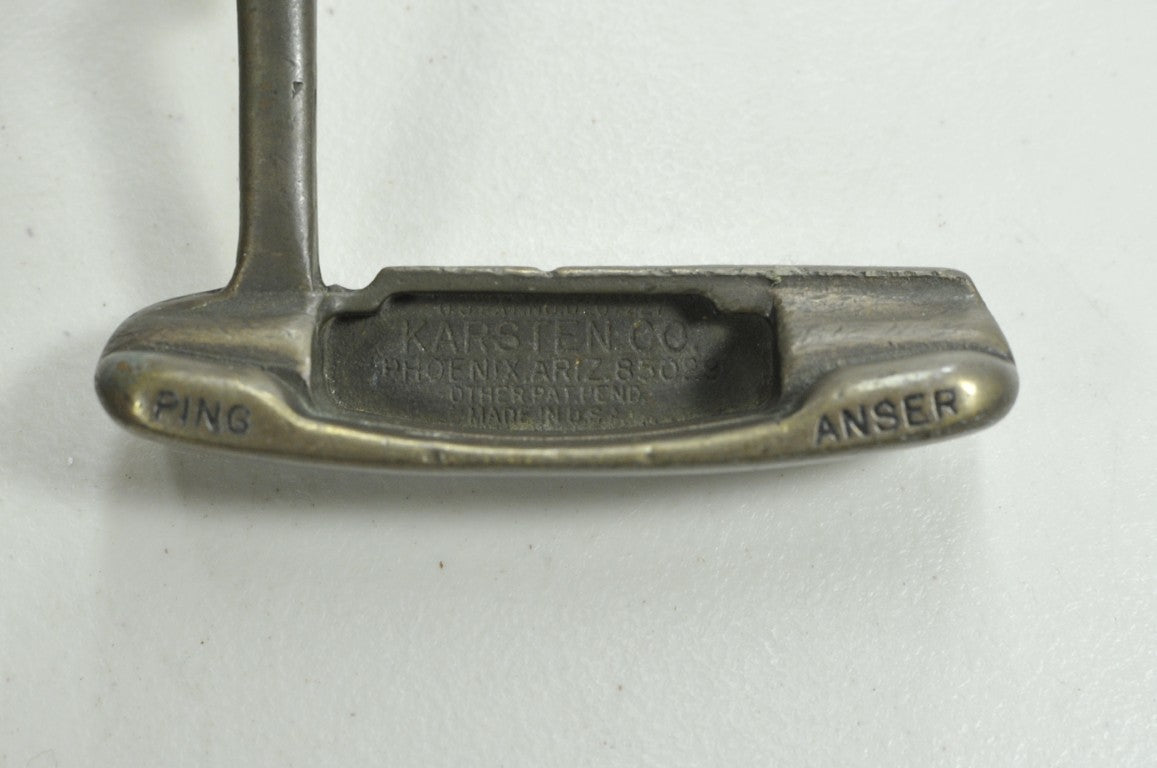 KARSTEN CO.
PHOENIX, ARIZ. 85029
OTHER PAT. PEND.
MADE IN U.S.A.
PING
ANSER